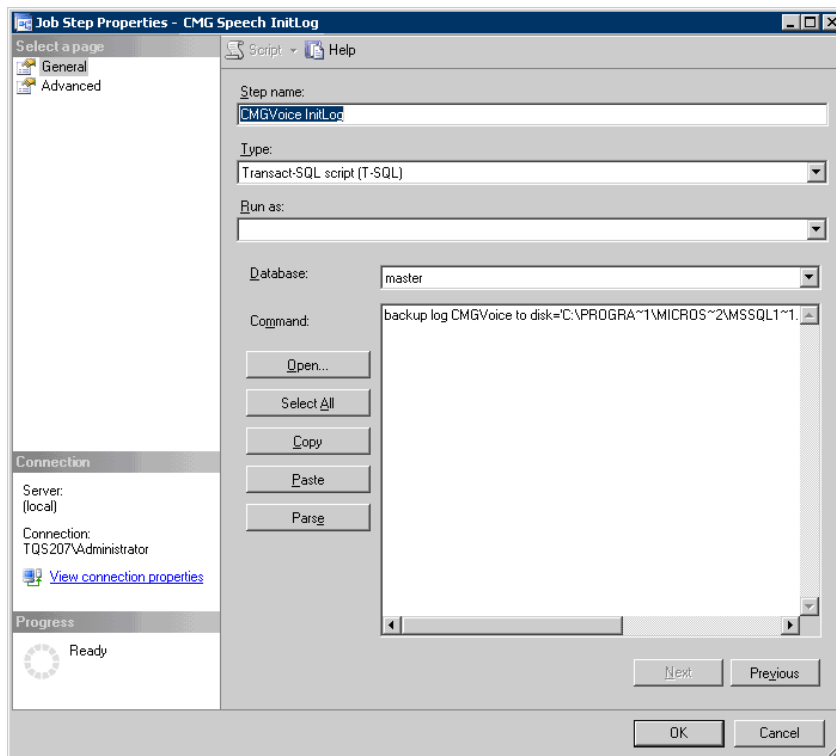 Job Step Properties - CMG Speech InitLog
Select a page
General
Advanced
Script
Help
Step name:
CMGVoice InitLog
Type:
Transact-SQL script (T-SQL)
Run as:
Database:
master
Command:
backup log CMGVoice to disk='C:\PROGRA~1\MICROS~2\MSSQL1~1.
Open...
Select All
Copy
Paste
Parse
Connection
Server:
(local)
Connection:
TQS207\Administrator
View connection properties
Progress
Ready
Next
Previous
OK
Cancel